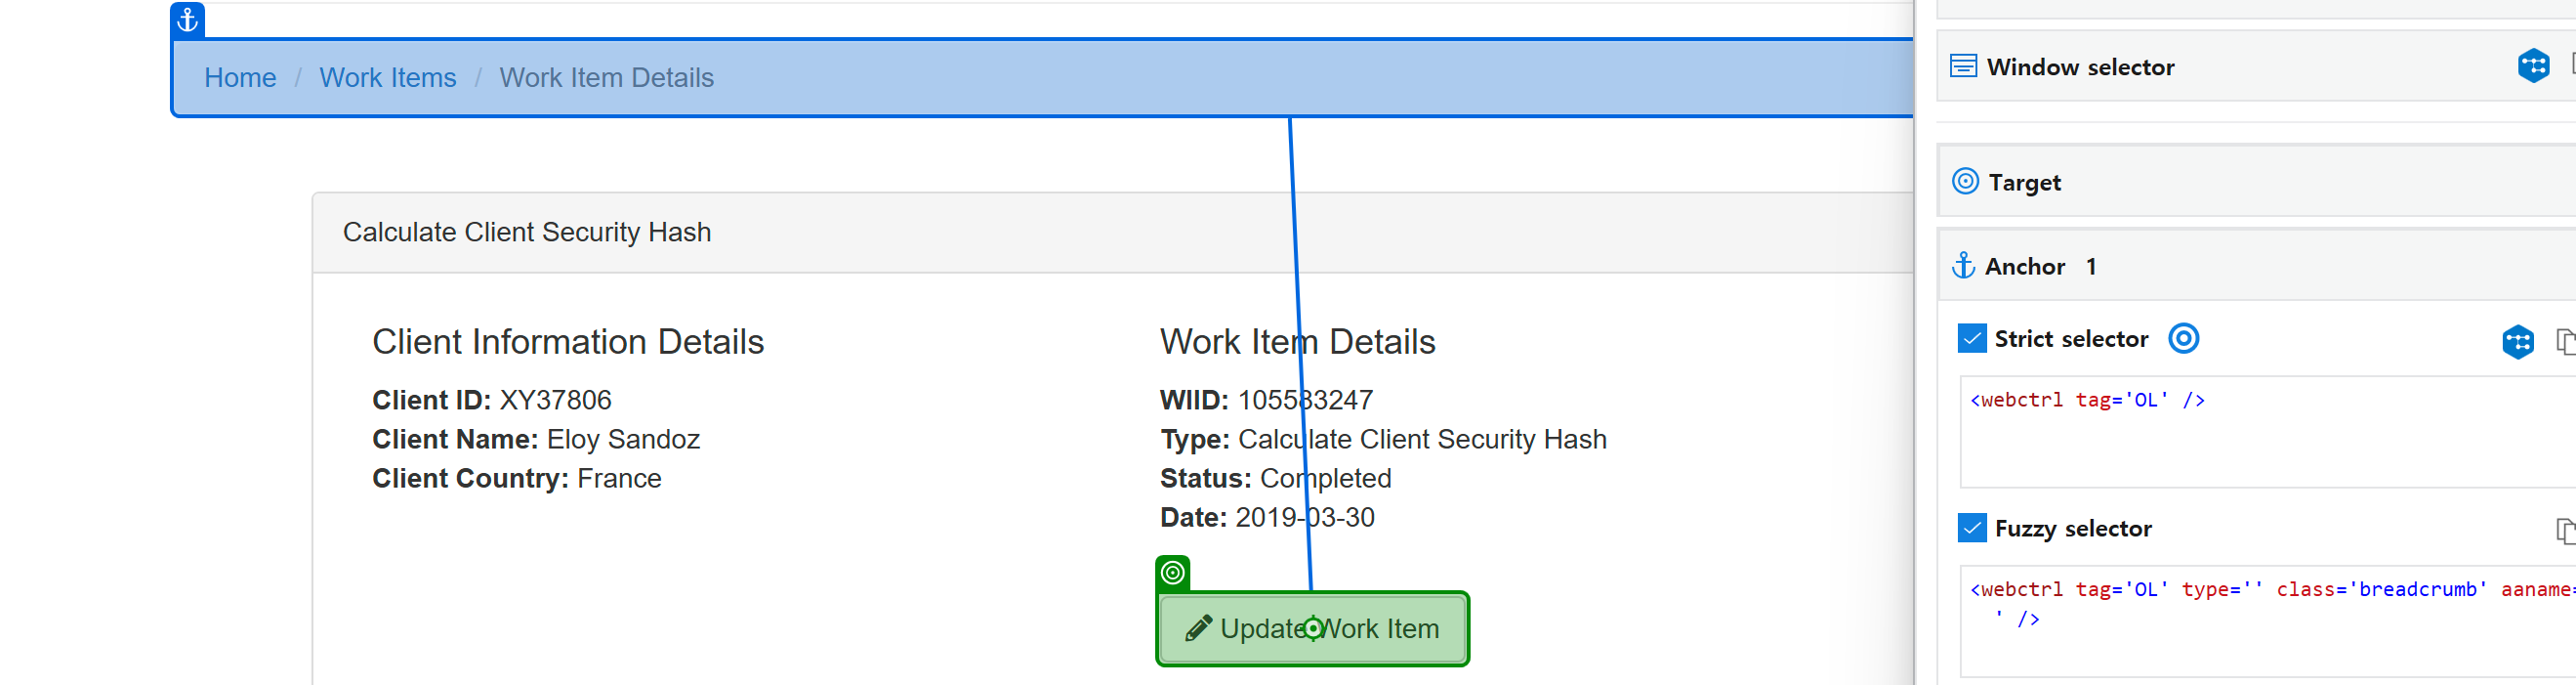 Home / Work Items / Work Item Details
Calculate Client Security Hash
Client Information Details
Client ID: XY37806
Client Name: Eloy Sandoz
Client Country: France
Work Item Details
WIID: 105583247
Type: Calculate Client Security Hash
Status: Completed
Date: 2019-03-30
Update Work Item
Window selector
Target
Anchor 1
Strict selector
<webctrl tag='OL' />
Fuzzy selector
<webctrl tag='OL' type='' class='breadcrumb' aaname=
' />